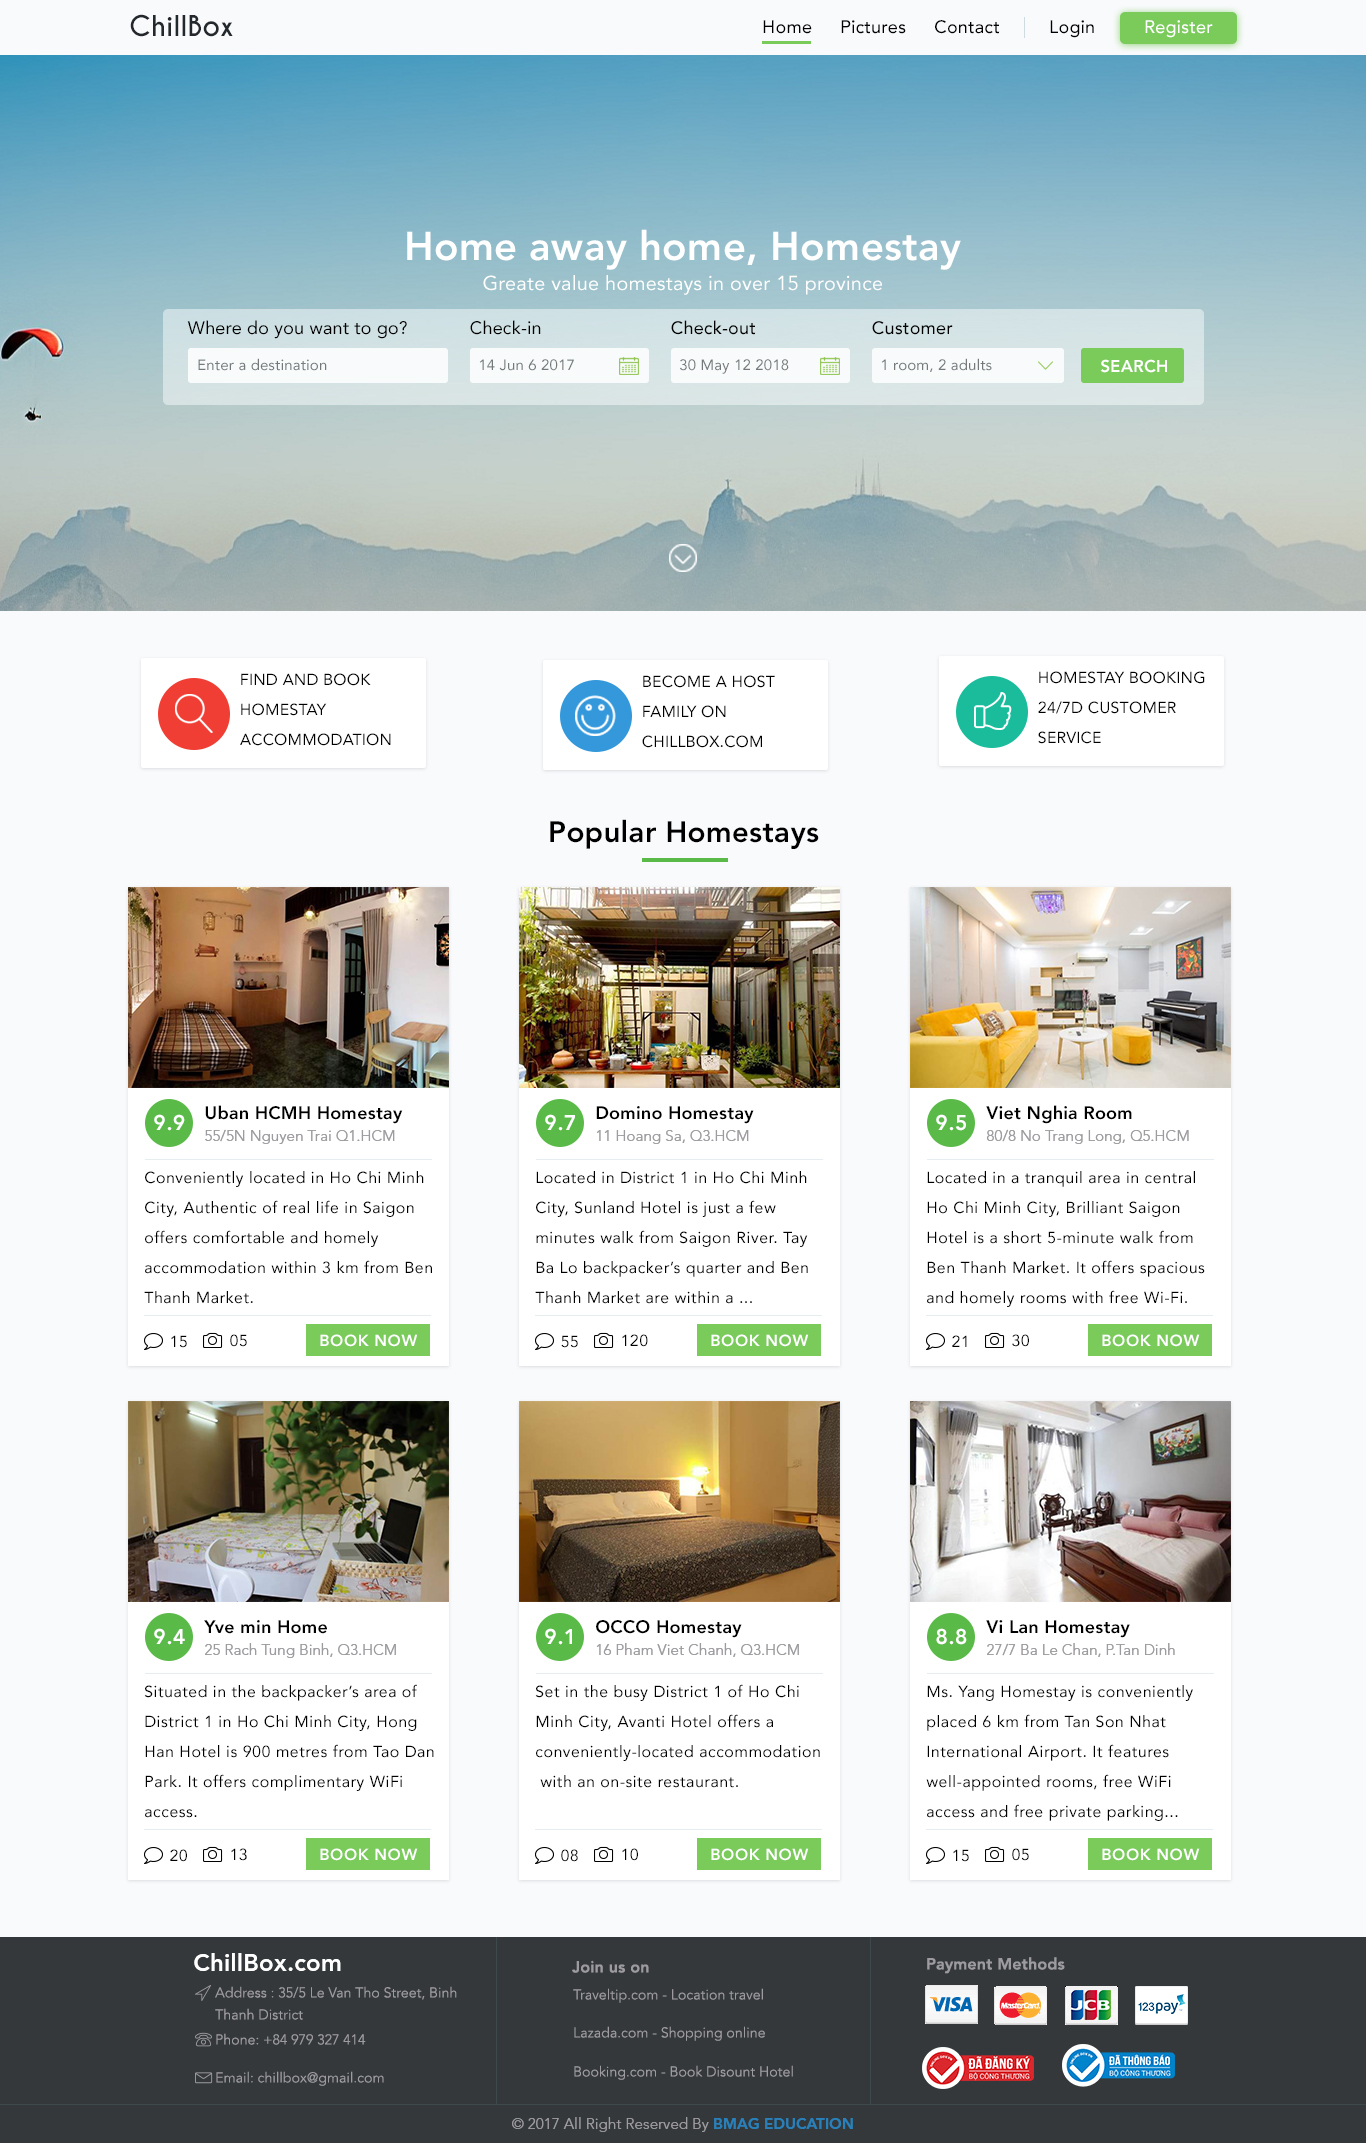 ChillBox
Home Pictures Contact Login Register
Home away home, Homestay
Greate value homestays in over 15 province
Where do you want to go? Check-in Check-out Customer
Enter a destination 14 Jun 6 2017 30 May 12 2018 1 room, 2 adults SEARCH
FIND AND BOOK
HOMESTAY
ACCOMMODATION
BECOME A HOST
FAMILY ON
CHILLBOX.COM
HOMESTAY BOOKING
24/7D CUSTOMER
SERVICE
Popular Homestays
9.9 Uban HCMH Homestay
55/5N Nguyen Trai Q1.HCM
Conveniently located in Ho Chi Minh
City, Authentic of real life in Saigon
offers comfortable and homely
accommodation within 3 km from Ben
Thanh Market.
15 05 BOOK NOW
9.7 Domino Homestay
11 Hoang Sa, Q3.HCM
Located in District 1 in Ho Chi Minh
City, Sunland Hotel is just a few
minutes walk from Saigon River. Tay
Ba Lo backpacker's quarter and Ben
Thanh Market are within a ...
55 120 BOOK NOW
9.5 Viet Nghia Room
80/8 No Trang Long, Q5.HCM
Located in a tranquil area in central
Ho Chi Minh City, Brilliant Saigon
Hotel is a short 5-minute walk from
Ben Thanh Market. It offers spacious
and homely rooms with free Wi-Fi.
21 30 BOOK NOW
9.4 Yve min Home
25 Rach Tung Binh, Q3.HCM
Situated in the backpacker's area of
District 1 in Ho Chi Minh City, Hong
Han Hotel is 900 metres from Tao Dan
Park. It offers complimentary WiFi
access.
20 13 BOOK NOW
9.1 OCCO Homestay
16 Pham Viet Chanh, Q3.HCM
Set in the busy District 1 of Ho Chi
Minh City, Avanti Hotel offers a
conveniently-located accommodation
with an on-site restaurant.
08 10 BOOK NOW
8.8 Vi Lan Homestay
27/7 Ba Le Chan, P.Tan Dinh
Ms. Yang Homestay is conveniently
placed 6 km from Tan Son Nhat
International Airport. It features
well-appointed rooms, free WiFi
access and free private parking...
15 05 BOOK NOW
ChillBox.com
Address : 35/5 Le Van Tho Street, Binh
Thanh District
Phone: +84 979 327 414
Email: chillbox@gmail.com
Join us on
Traveltip.com - Location travel
Lazada.com - Shopping online
Booking.com - Book Disount Hotel
Payment Methods
VISA MasterCard JCB 123pay
ĐÃ ĐĂNG KÝ
BỘ CÔNG THƯƠNG
ĐÃ THÔNG BÁO
BỘ CÔNG THƯƠNG
© 2017 All Right Reserved By BMAG EDUCATION